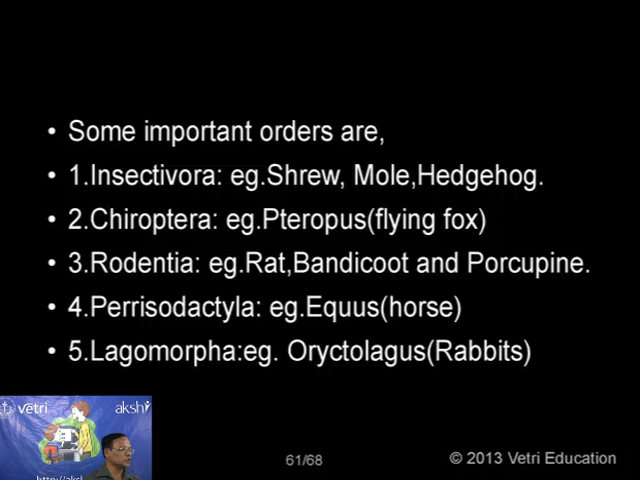 • Some important orders are,
• 1.Insectivora: eg.Shrew, Mole,Hedgehog.
• 2.Chiroptera: eg.Pteropus(flying fox)
• 3.Rodentia: eg.Rat,Bandicoot and Porcupine.
• 4.Perrisodactyla: eg.Equus(horse)
• 5.Lagomorpha:eg. Oryctolagus(Rabbits)
vetri akshi
61/68
© 2013 Vetri Education